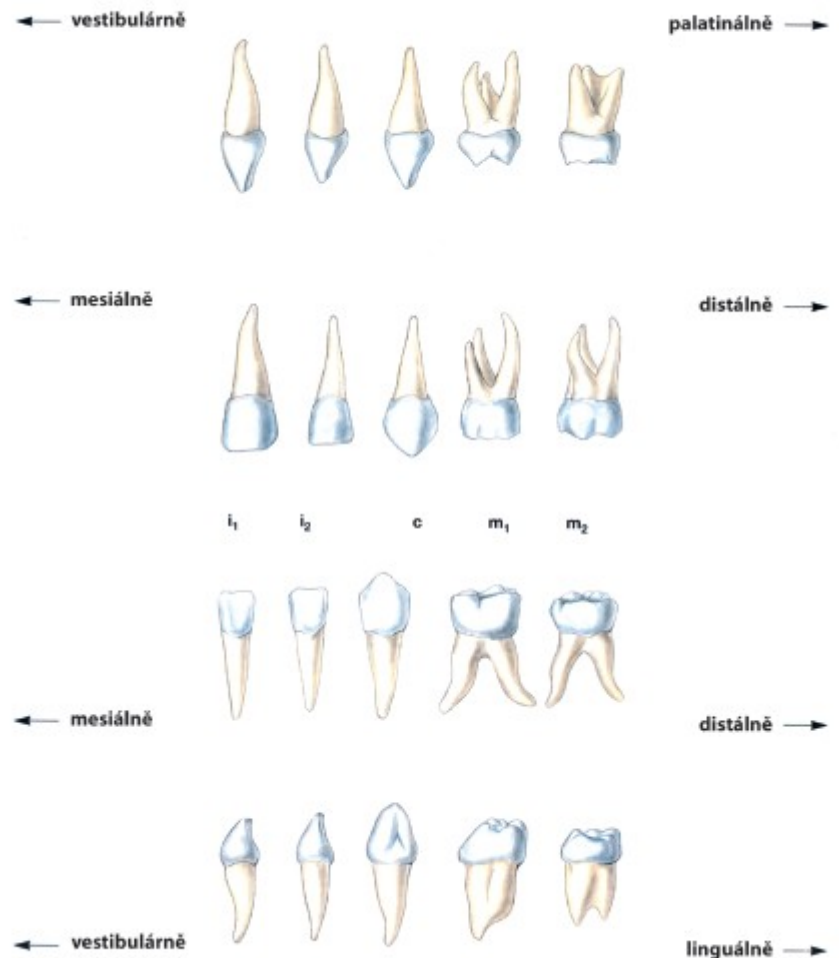 vestibulárně palatinálně
mesiálně distálně
i₁ i₂ c m₁ m₂
mesiálně distálně
vestibulárně linguálně